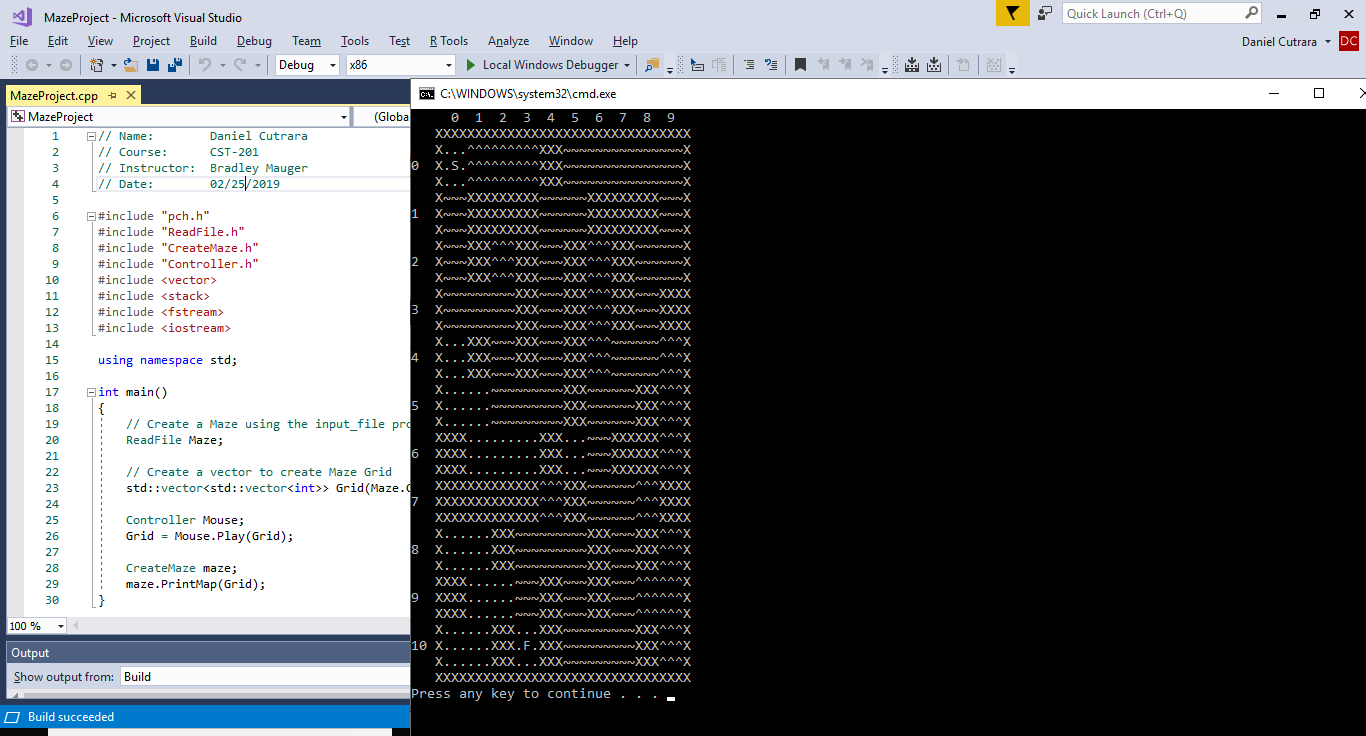 MazeProject - Microsoft Visual Studio
Quick Launch (Ctrl+Q)
File Edit View Project Build Debug Team Tools Test R Tools Analyze Window Help
Daniel Cutrara DC
Debug x86 Local Windows Debugger
MazeProject.cpp
MazeProject (Globa
1 // Name: Daniel Cutrara
2 // Course: CST-201
3 // Instructor: Bradley Mauger
4 // Date: 02/25/2019
5
6 #include "pch.h"
7 #include "ReadFile.h"
8 #include "CreateMaze.h"
9 #include "Controller.h"
10 #include <vector>
11 #include <stack>
12 #include <fstream>
13 #include <iostream>
14
15 using namespace std;
16
17 int main()
18 {
19 // Create a Maze using the input_file pro
20 ReadFile Maze;
21
22 // Create a vector to create Maze Grid
23 std::vector<std::vector<int>> Grid(Maze.G
24
25 Controller Mouse;
26 Grid = Mouse.Play(Grid);
27
28 CreateMaze maze;
29 maze.PrintMap(Grid);
30 }
100 %
Output
Show output from: Build
Build succeeded
C:\WINDOWS\system32\cmd.exe
     0  1  2  3  4  5  6  7  8  9
   XXXXXXXXXXXXXXXXXXXXXXXXXXXXXXXX
   X...^^^^^^^^^XXX~~~~~~~~~~~~~~~X
0  X.S.^^^^^^^^^XXX~~~~~~~~~~~~~~~X
   X...^^^^^^^^^XXX~~~~~~~~~~~~~~~X
   X~~~XXXXXXXXX~~~~~~XXXXXXXXX~~~X
1  X~~~XXXXXXXXX~~~~~~XXXXXXXXX~~~X
   X~~~XXXXXXXXX~~~~~~XXXXXXXXX~~~X
   X~~~XXX^^^XXX~~~XXX^^^XXX~~~~~~X
2  X~~~XXX^^^XXX~~~XXX^^^XXX~~~~~~X
   X~~~XXX^^^XXX~~~XXX^^^XXX~~~~~~X
   X~~~~~~~~~XXX~~~XXX^^^XXX~~~XXXX
3  X~~~~~~~~~XXX~~~XXX^^^XXX~~~XXXX
   X~~~~~~~~~XXX~~~XXX^^^XXX~~~XXXX
   X...XXX~~~XXX~~~XXX^^^~~~~~~^^^X
4  X...XXX~~~XXX~~~XXX^^^~~~~~~^^^X
   X...XXX~~~XXX~~~XXX^^^~~~~~~^^^X
   X......~~~~~~~~~XXX~~~~~~XXX^^^X
5  X......~~~~~~~~~XXX~~~~~~XXX^^^X
   X......~~~~~~~~~XXX~~~~~~XXX^^^X
   XXXX.........XXX...~~~XXXXXX^^^X
6  XXXX.........XXX...~~~XXXXXX^^^X
   XXXX.........XXX...~~~XXXXXX^^^X
   XXXXXXXXXXXXX^^^XXX~~~~~~^^^XXXX
7  XXXXXXXXXXXXX^^^XXX~~~~~~^^^XXXX
   XXXXXXXXXXXXX^^^XXX~~~~~~^^^XXXX
   X......XXX~~~~~~~~~XXX~~~XXX^^^X
8  X......XXX~~~~~~~~~XXX~~~XXX^^^X
   X......XXX~~~~~~~~~XXX~~~XXX^^^X
   XXXX......~~~XXX~~~XXX~~~^^^^^^X
9  XXXX......~~~XXX~~~XXX~~~^^^^^^X
   XXXX......~~~XXX~~~XXX~~~^^^^^^X
   X......XXX...XXX~~~~~~~~~XXX^^^X
10 X......XXX.F.XXX~~~~~~~~~XXX^^^X
   X......XXX...XXX~~~~~~~~~XXX^^^X
   XXXXXXXXXXXXXXXXXXXXXXXXXXXXXXXX
Press any key to continue . . .